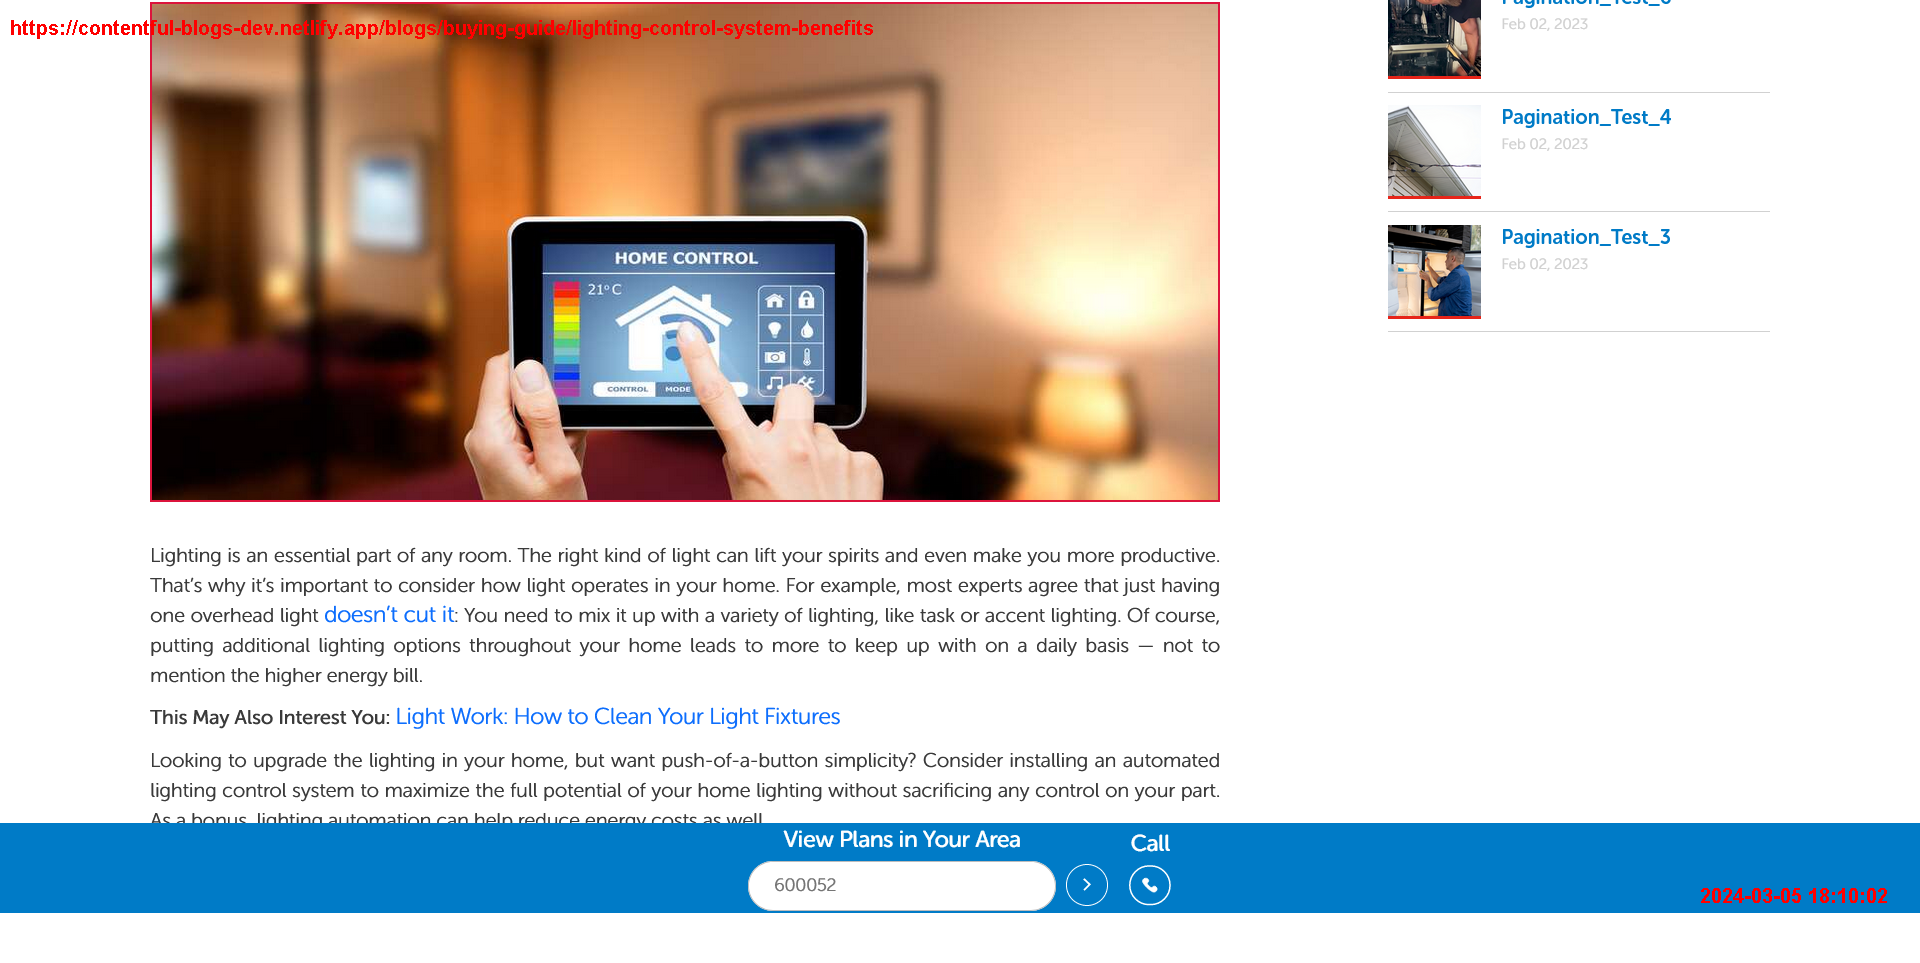 https://contentful-blogs-dev.netlify.app/blogs/buying-guide/lighting-control-system-benefits
HOME CONTROL
21°C
CONTROL
MODE
Lighting is an essential part of any room. The right kind of light can lift your spirits and even make you more productive.
That's why it's important to consider how light operates in your home. For example, most experts agree that just having
one overhead light doesn't cut it: You need to mix it up with a variety of lighting, like task or accent lighting. Of course,
putting additional lighting options throughout your home leads to more to keep up with on a daily basis — not to
mention the higher energy bill.
This May Also Interest You: Light Work: How to Clean Your Light Fixtures
Looking to upgrade the lighting in your home, but want push-of-a-button simplicity? Consider installing an automated
lighting control system to maximize the full potential of your home lighting without sacrificing any control on your part.
As a bonus, lighting automation can help reduce energy costs as well.
Feb 02, 2023
Pagination_Test_4
Feb 02, 2023
Pagination_Test_3
Feb 02, 2023
View Plans in Your Area
600052
Call
2024-03-05 18:10:02